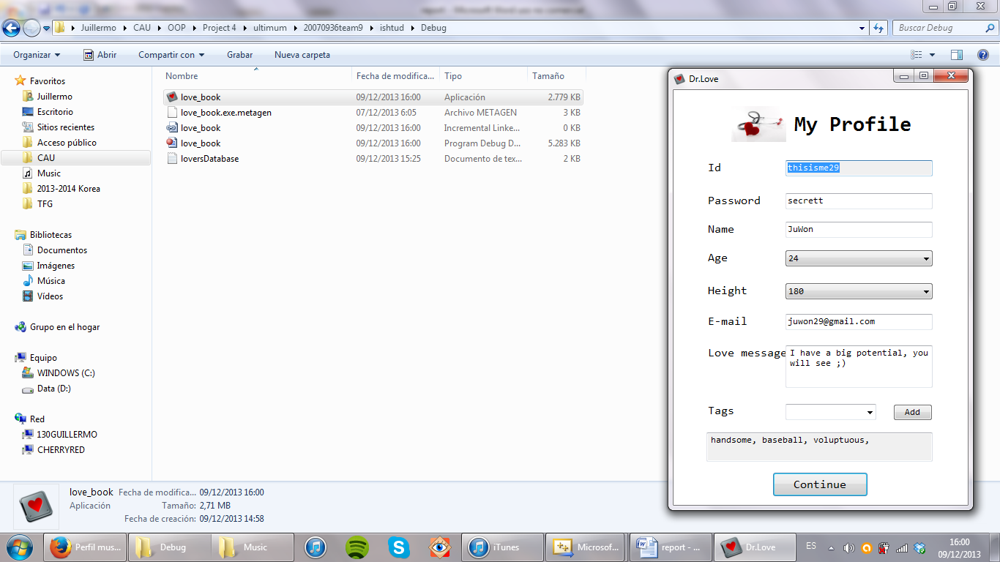 Juillermo ▸ CAU ▸ OOP ▸ Project 4 ▸ ultimum ▸ 20070936team9 ▸ ishtud ▸ Debug
Buscar Debug
Organizar Abrir Compartir con Grabar Nueva carpeta
Favoritos
Juillermo
Escritorio
Sitios recientes
Acceso público
CAU
Music
2013-2014 Korea
TFG
Bibliotecas
Documentos
Imágenes
Música
Vídeos
Grupo en el hogar
Equipo
WINDOWS (C:)
Data (D:)
Red
130GUILLERMO
CHERRYRED
Nombre Fecha de modifica... Tipo Tamaño
love_book 09/12/2013 16:00 Aplicación 2.779 KB
love_book.exe.metagen 07/12/2013 6:05 Archivo METAGEN 3 KB
love_book 09/12/2013 16:00 Incremental Linke... 0 KB
love_book 09/12/2013 16:00 Program Debug D... 5.283 KB
loversDatabase 09/12/2013 15:25 Documento de tex... 2 KB
Dr.Love
My Profile
Id thisisme29
Password secrett
Name JuWon
Age 24
Height 180
E-mail juwon29@gmail.com
Love message I have a big potential, you
will see ;)
Tags Add
handsome, baseball, voluptuous,
Continue
love_book Fecha de modifica... 09/12/2013 16:00
Aplicación Tamaño: 2,71 MB
Fecha de creación: 09/12/2013 14:58
Perfil mus... Debug Music iTunes Microsof... report - ... Dr.Love ES 16:00
09/12/2013